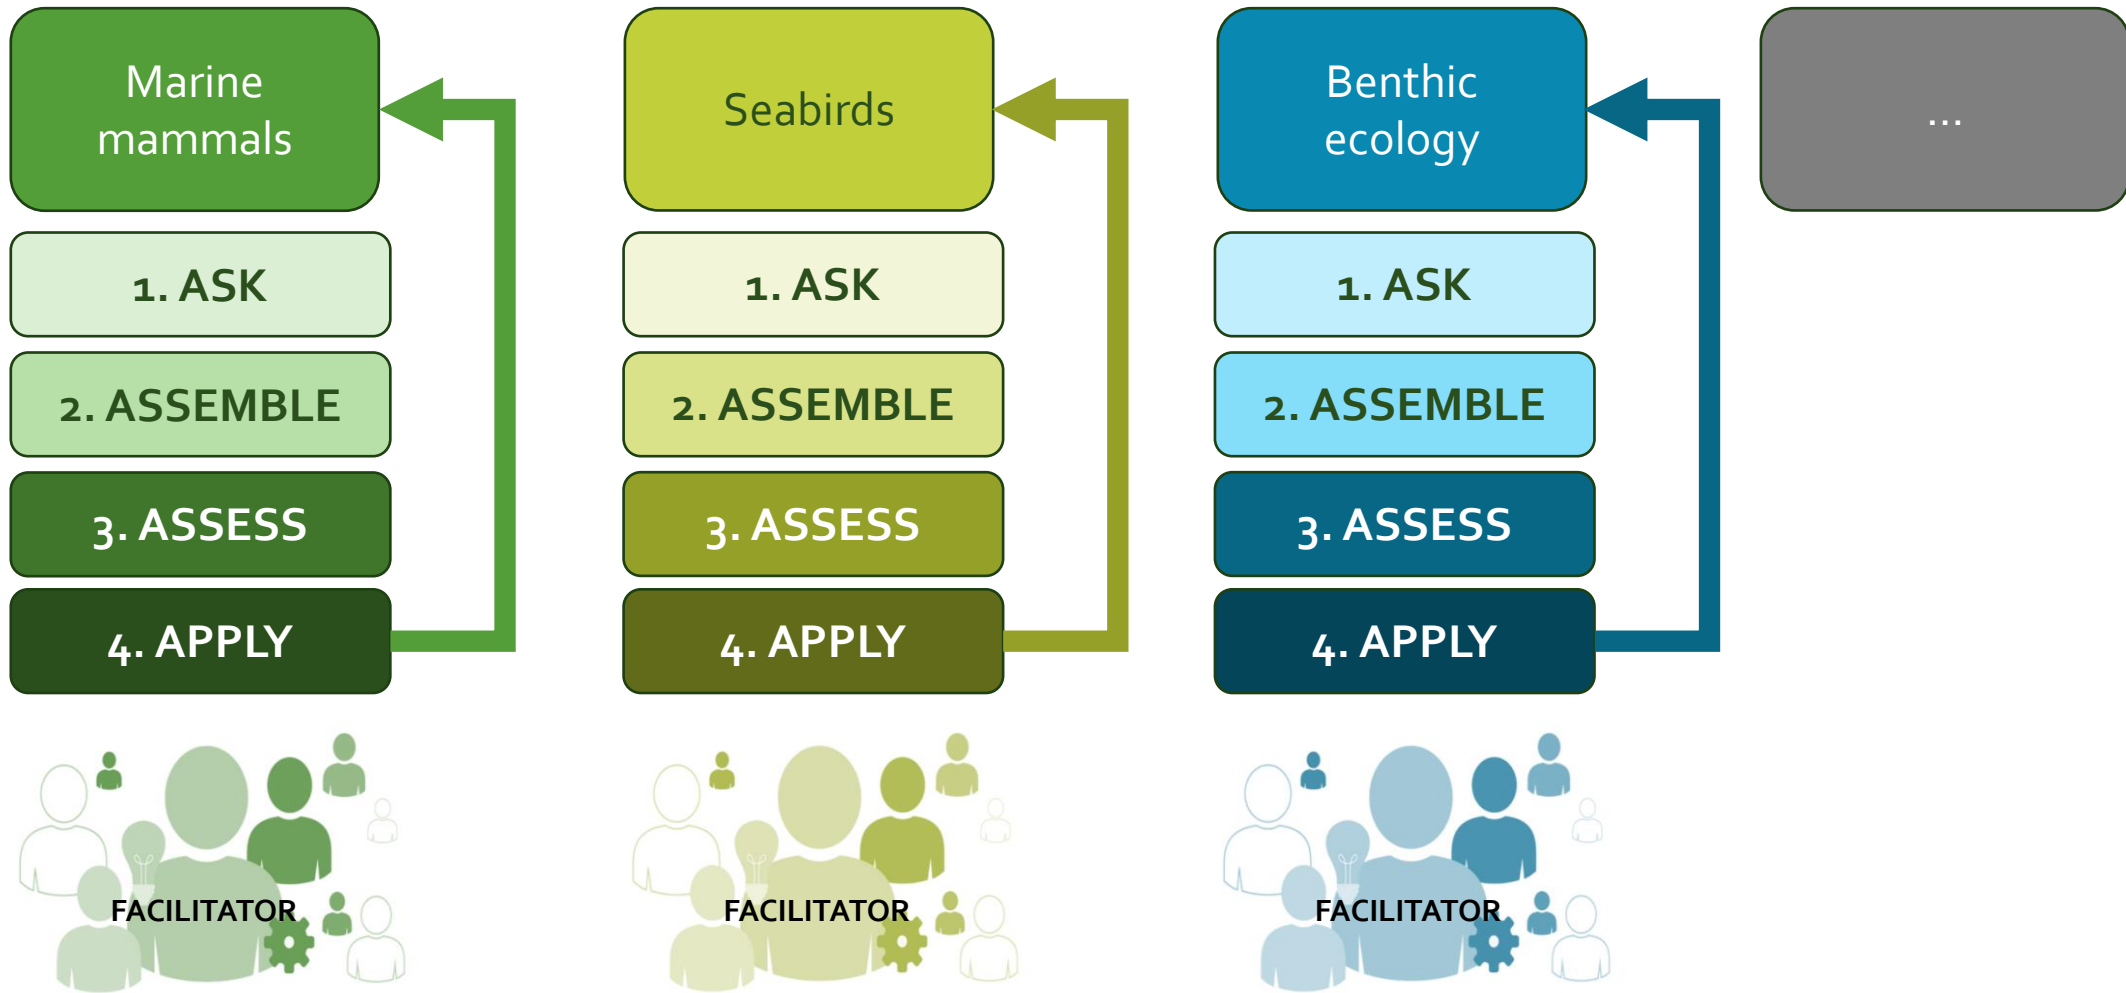 Marine
mammals
1. ASK
2. ASSEMBLE
3. ASSESS
4. APPLY
FACILITATOR
Seabirds
1. ASK
2. ASSEMBLE
3. ASSESS
4. APPLY
FACILITATOR
Benthic
ecology
1. ASK
2. ASSEMBLE
3. ASSESS
4. APPLY
FACILITATOR
...